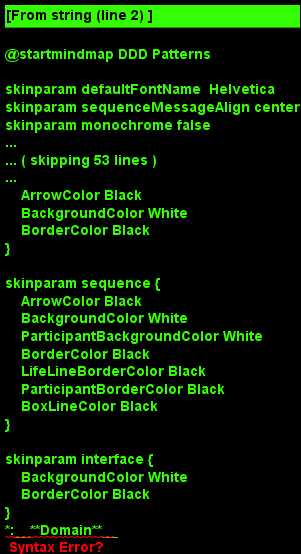 [From string (line 2) ]
@startmindmap DDD Patterns
skinparam defaultFontName  Helvetica
skinparam sequenceMessageAlign center
skinparam monochrome false
...
... ( skipping 53 lines )
...
    ArrowColor Black
    BackgroundColor White
    BorderColor Black
}
skinparam sequence {
    ArrowColor Black
    BackgroundColor White
    ParticipantBackgroundColor White
    BorderColor Black
    LifeLineBorderColor Black
    ParticipantBorderColor Black
    BoxLineColor Black
}
skinparam interface {
    BackgroundColor White
    BorderColor Black
}
*:__**Domain**__
Syntax Error?